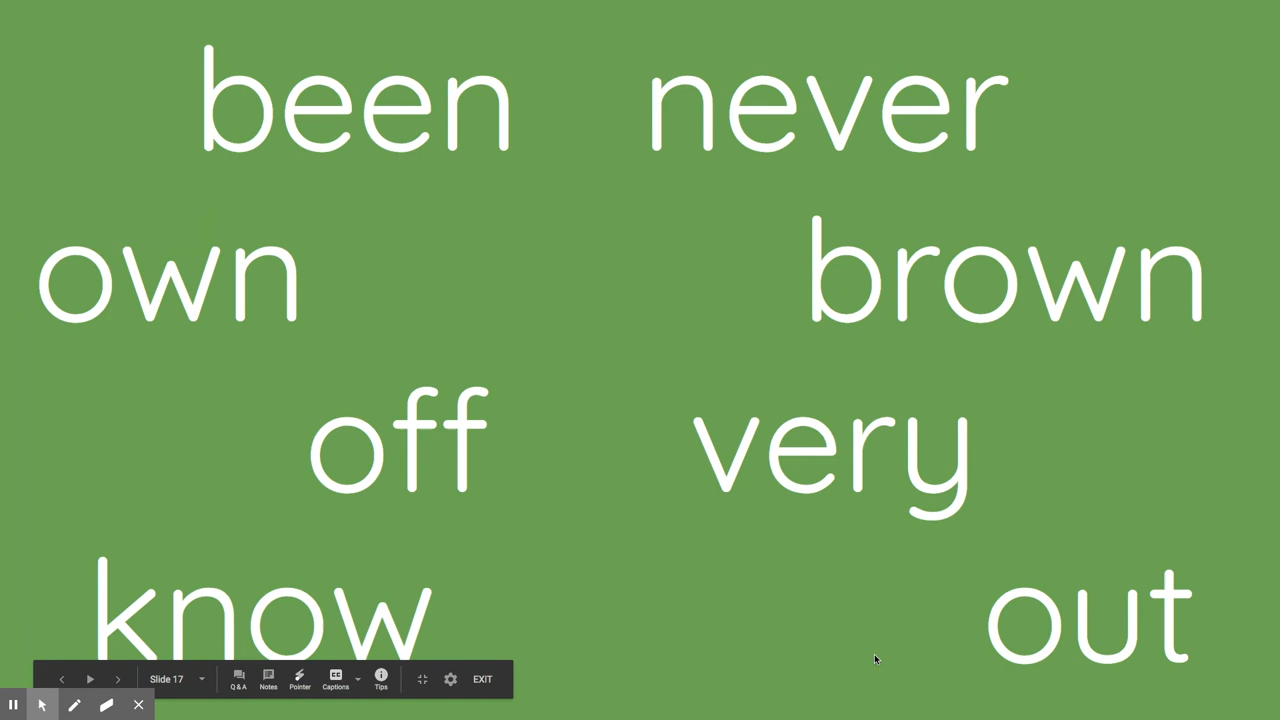 been never
own brown
off very
know out
Slide 17 Q & A Notes Pointer Captions Tips EXIT